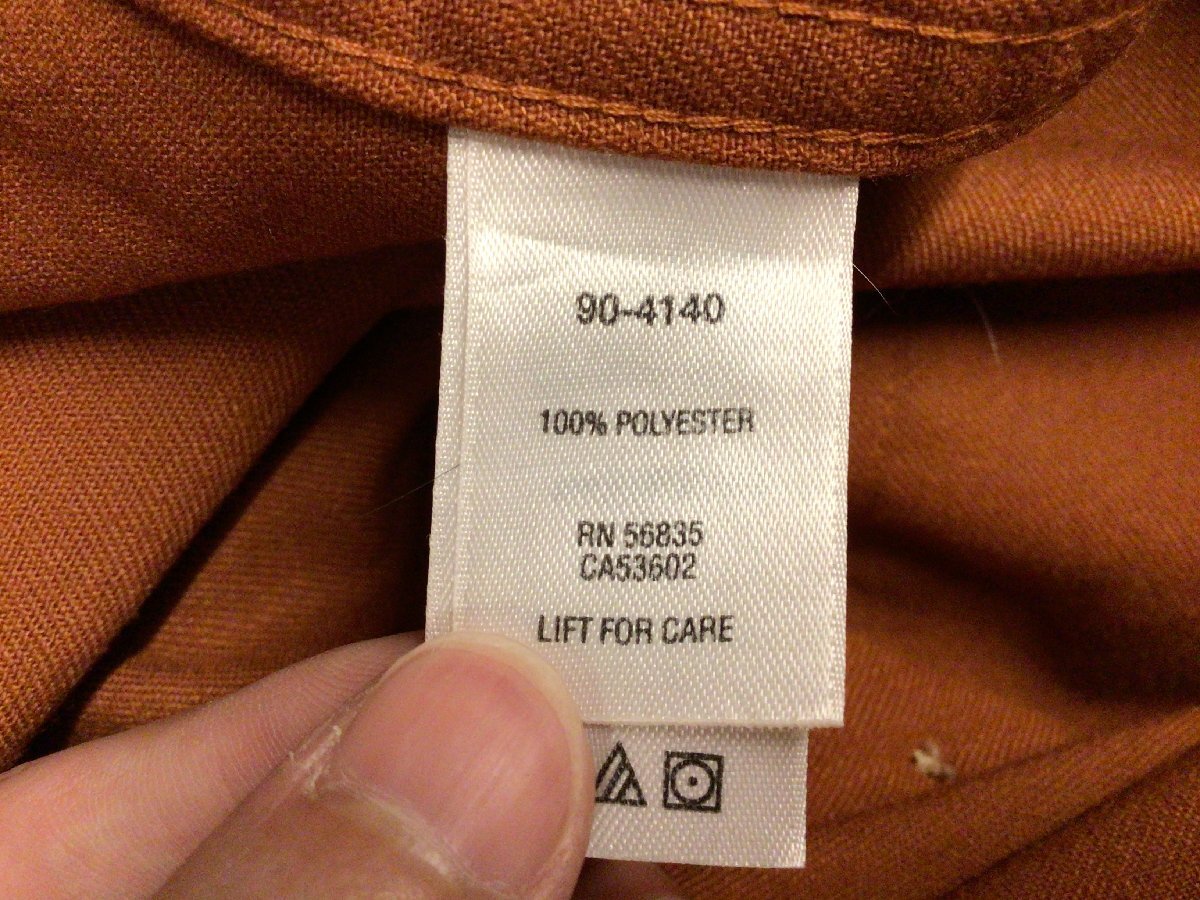 90-4140
100% POLYESTER
RN 56835
CA53602
LIFT FOR CARE